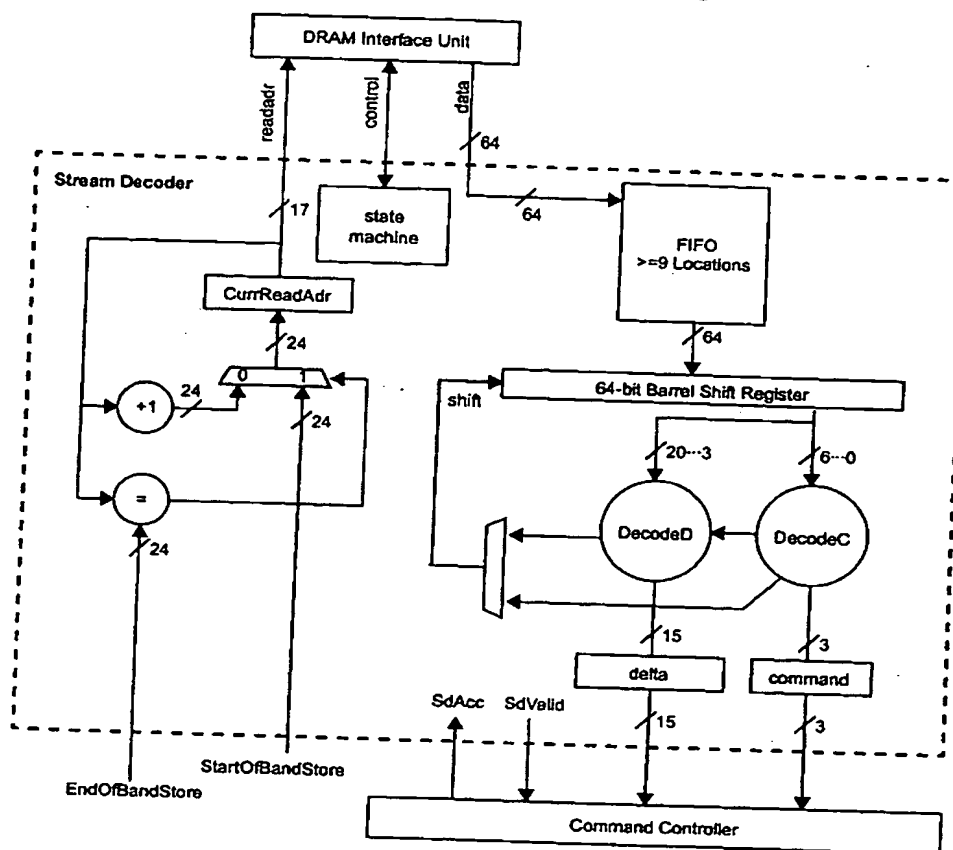 DRAM Interface Unit
readadr
control
data
64
Stream Decoder
17
state
machine
64
FIFO
>=9 Locations
CurrReadAdr
24
64
0 1
64-bit Barrel Shift Register
shift
+1
24
24
20···3
6···0
=
DecodeD
DecodeC
24
15
3
delta
command
SdAcc
SdValid
15
3
StartOfBandStore
EndOfBandStore
Command Controller